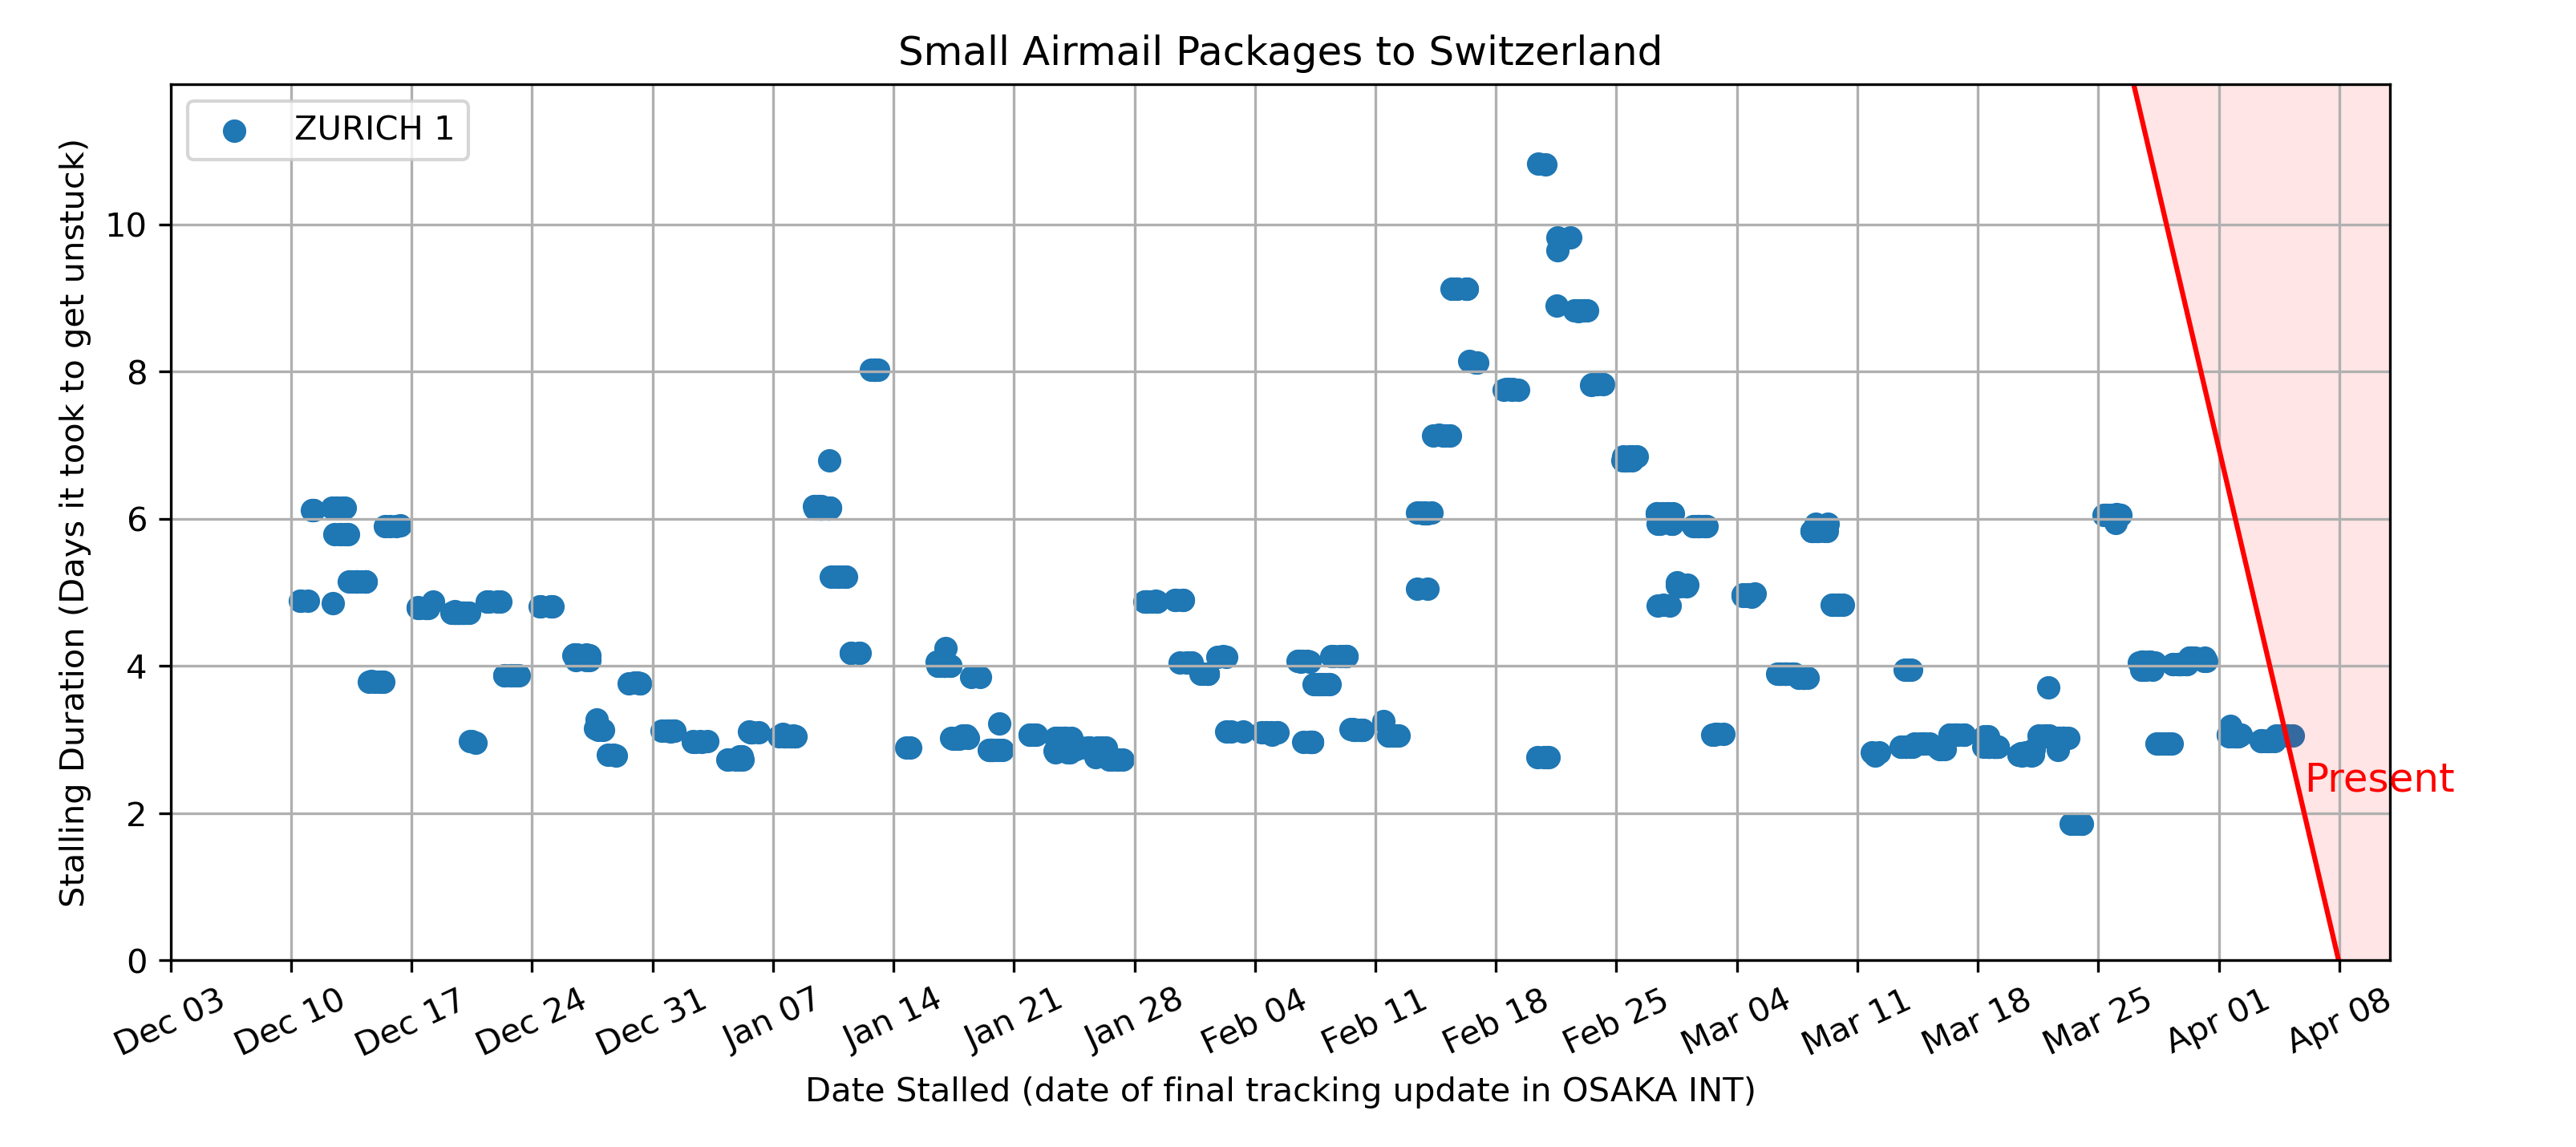 Small Airmail Packages to Switzerland
ZURICH 1
Stalling Duration (Days it took to get unstuck)
10
8
6
4
2
0
Present
Dec 03
Dec 10
Dec 17
Dec 24
Dec 31
Jan 07
Jan 14
Jan 21
Jan 28
Feb 04
Feb 11
Feb 18
Feb 25
Mar 04
Mar 11
Mar 18
Mar 25
Apr 01
Apr 08
Date Stalled (date of final tracking update in OSAKA INT)